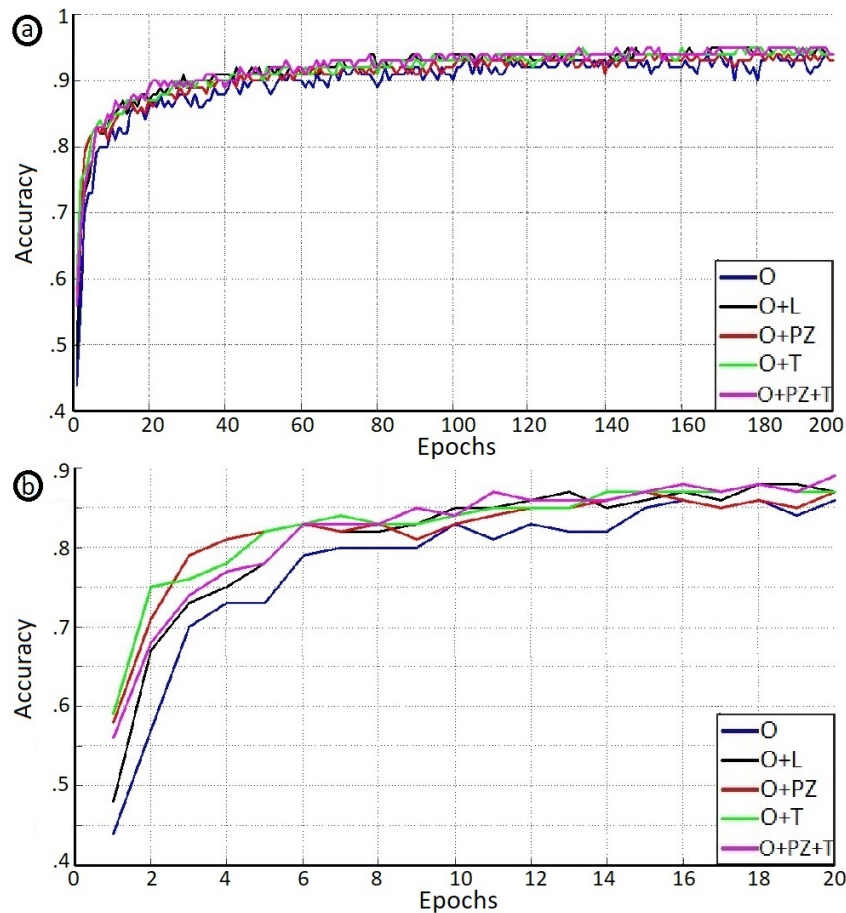 a
1
.9
.8
.7
.6
.5
.4
Accuracy
0 20 40 60 80 100 120 140 160 180 200
Epochs
O
O+L
O+PZ
O+T
O+PZ+T
b
.9
.8
.7
.6
.5
.4
Accuracy
0 2 4 6 8 10 12 14 16 18 20
Epochs
O
O+L
O+PZ
O+T
O+PZ+T